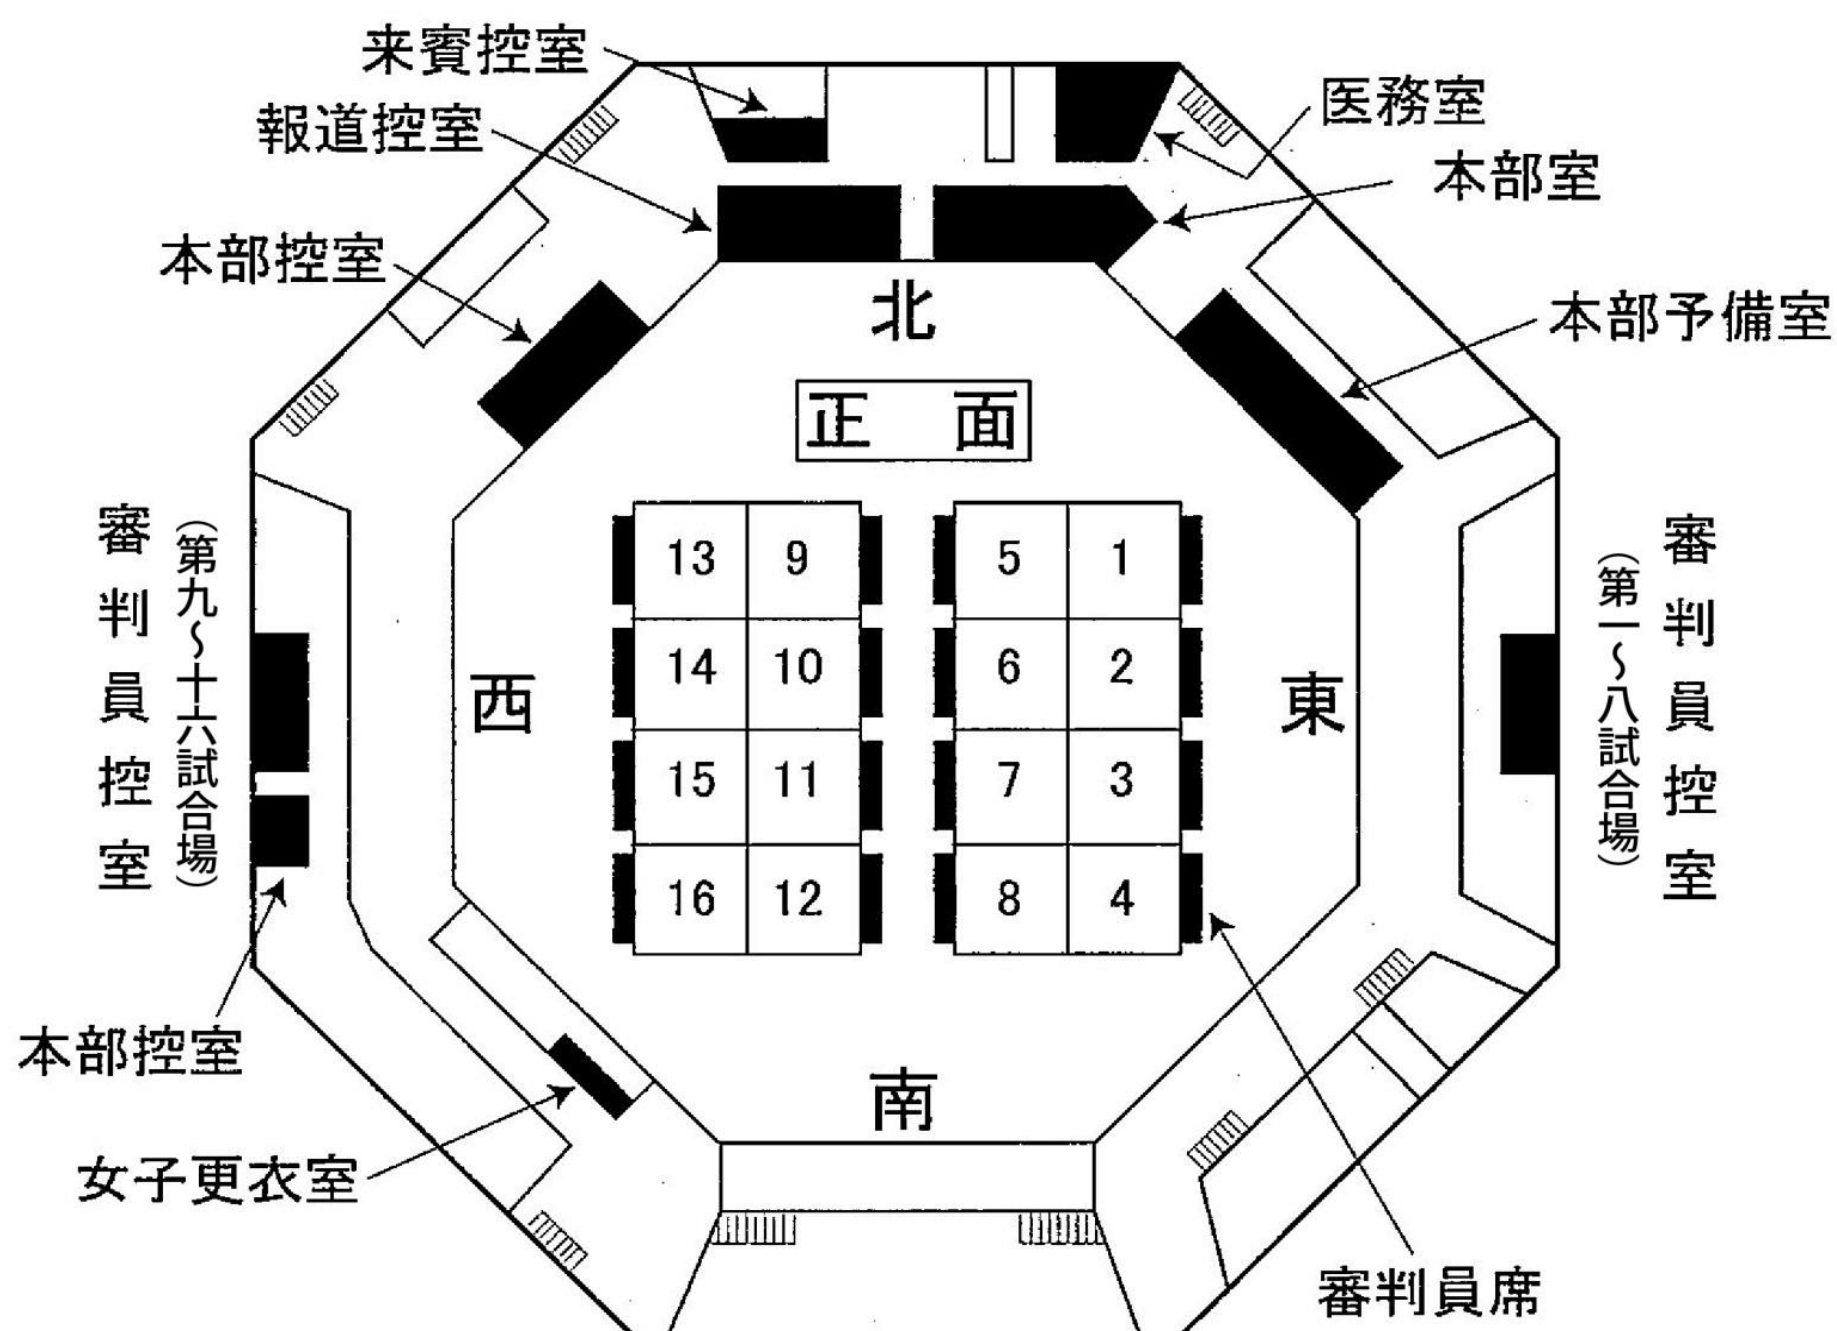 来賓控室
報道控室
医務室
本部室
本部控室
本部予備室
北
正 面
審判員控室
(第九～十六試合場)
西
13 9
14 10
15 11
16 12
5 1
6 2
7 3
8 4
東
(第一～八試合場)
審判員控室
本部控室
女子更衣室
南
審判員席